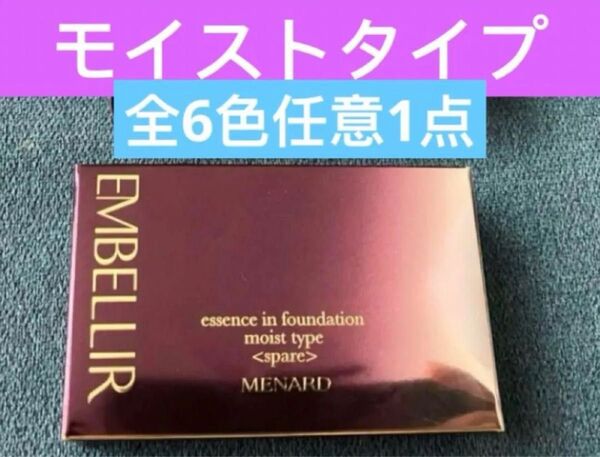 モイストタイプ
全6色任意1点
EMBELLIR
essence in foundation
moist type
<spare>
MENARD